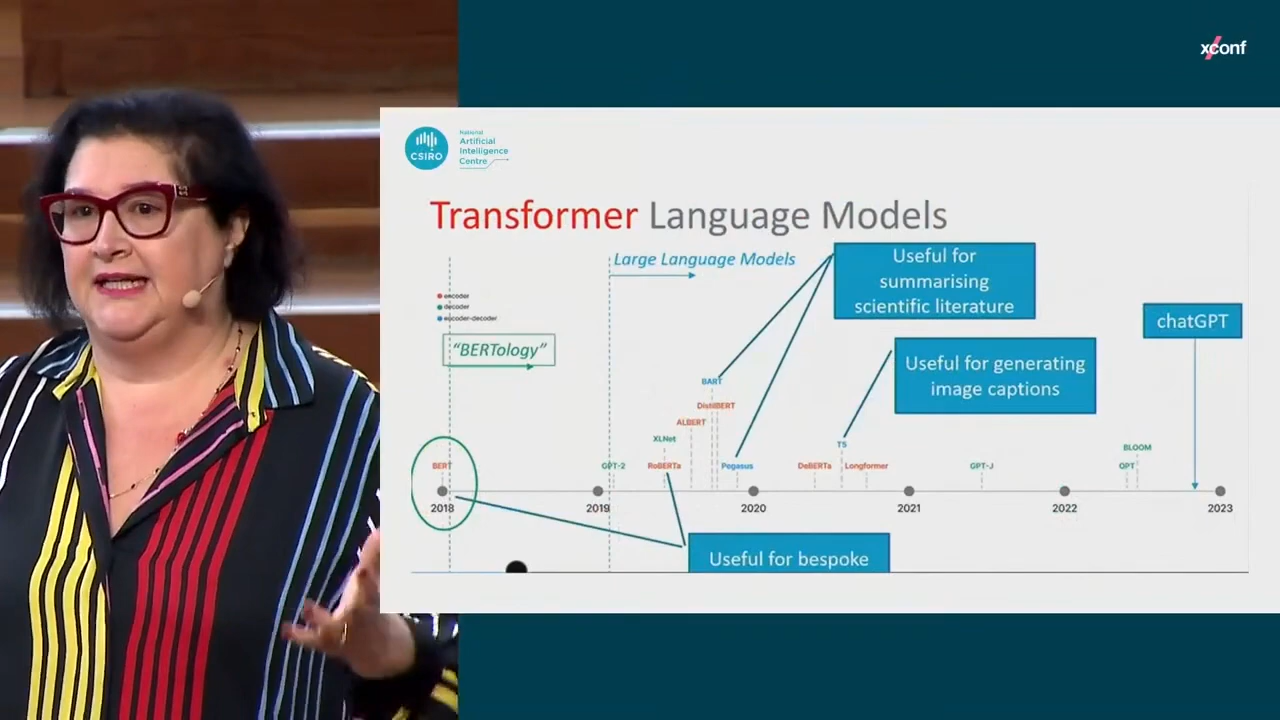 xconf
CSIRO
National
Artificial
Intelligence
Centre
Transformer Language Models
Large Language Models
Useful for
summarising
scientific literature
encoder
decoder
encoder-decoder
"BERTology"
chatGPT
Useful for generating
image captions
BART
DistilBERT
ALBERT
XLNet
T5
BLOOM
BERT
GPT-2
RoBERTa
Pegasus
DeBERTa
Longformer
GPT-J
OPT
2018
2019
2020
2021
2022
2023
Useful for bespoke